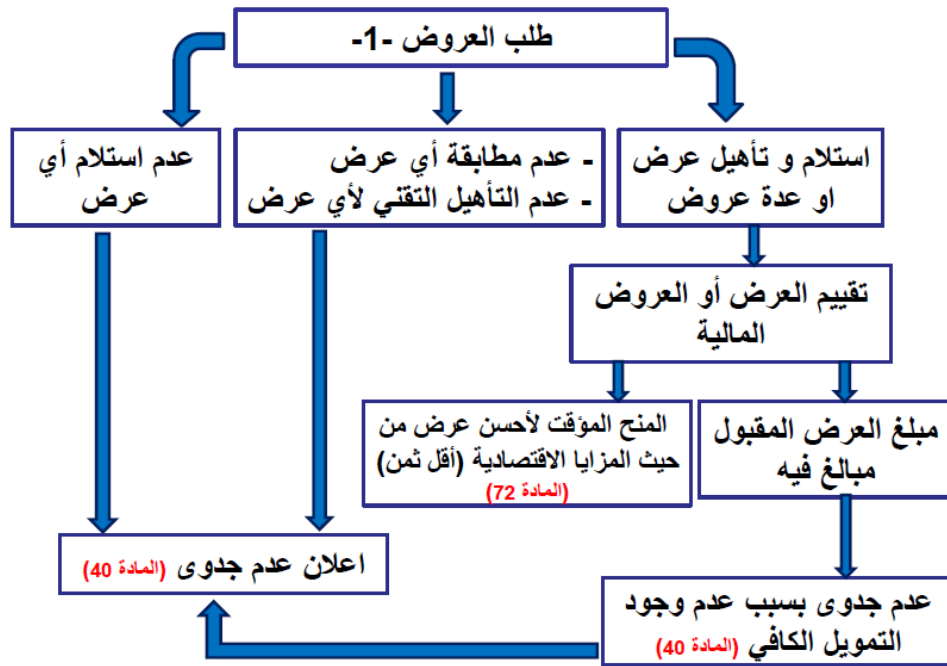 طلب العروض -1-
استلام و تأهيل عرض
او عدة عروض
- عدم مطابقة أي عرض
- عدم التأهيل التقني لأي عرض
عدم استلام أي
عرض
تقييم العرض أو العروض
المالية
مبلغ العرض المقبول
مبالغ فيه
المنح المؤقت لأحسن عرض من
حيث المزايا الاقتصادية (أقل ثمن)
(المادة 72)
اعلان عدم جدوى (المادة 40)
عدم جدوى بسبب عدم وجود
التمويل الكافي (المادة 40)